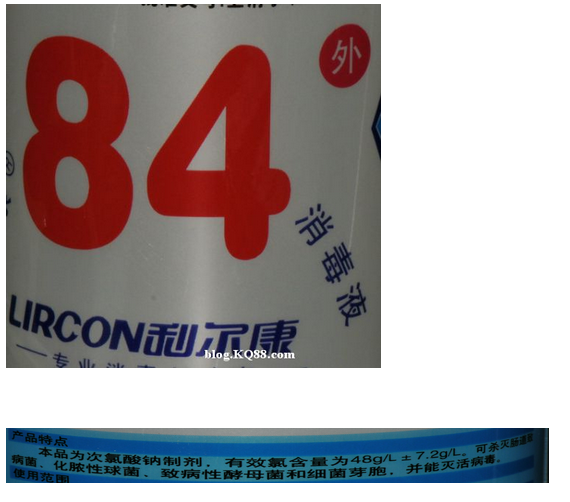 84
外
消毒液
LIRCON利尔康
blog.KQ88.com
产品特点
本品为次氯酸钠制剂，有效氯含量为48g/L ± 7.2g/L。可杀灭肠道致
病菌、化脓性球菌、致病性酵母菌和细菌芽胞，并能灭活病毒。
使用范围